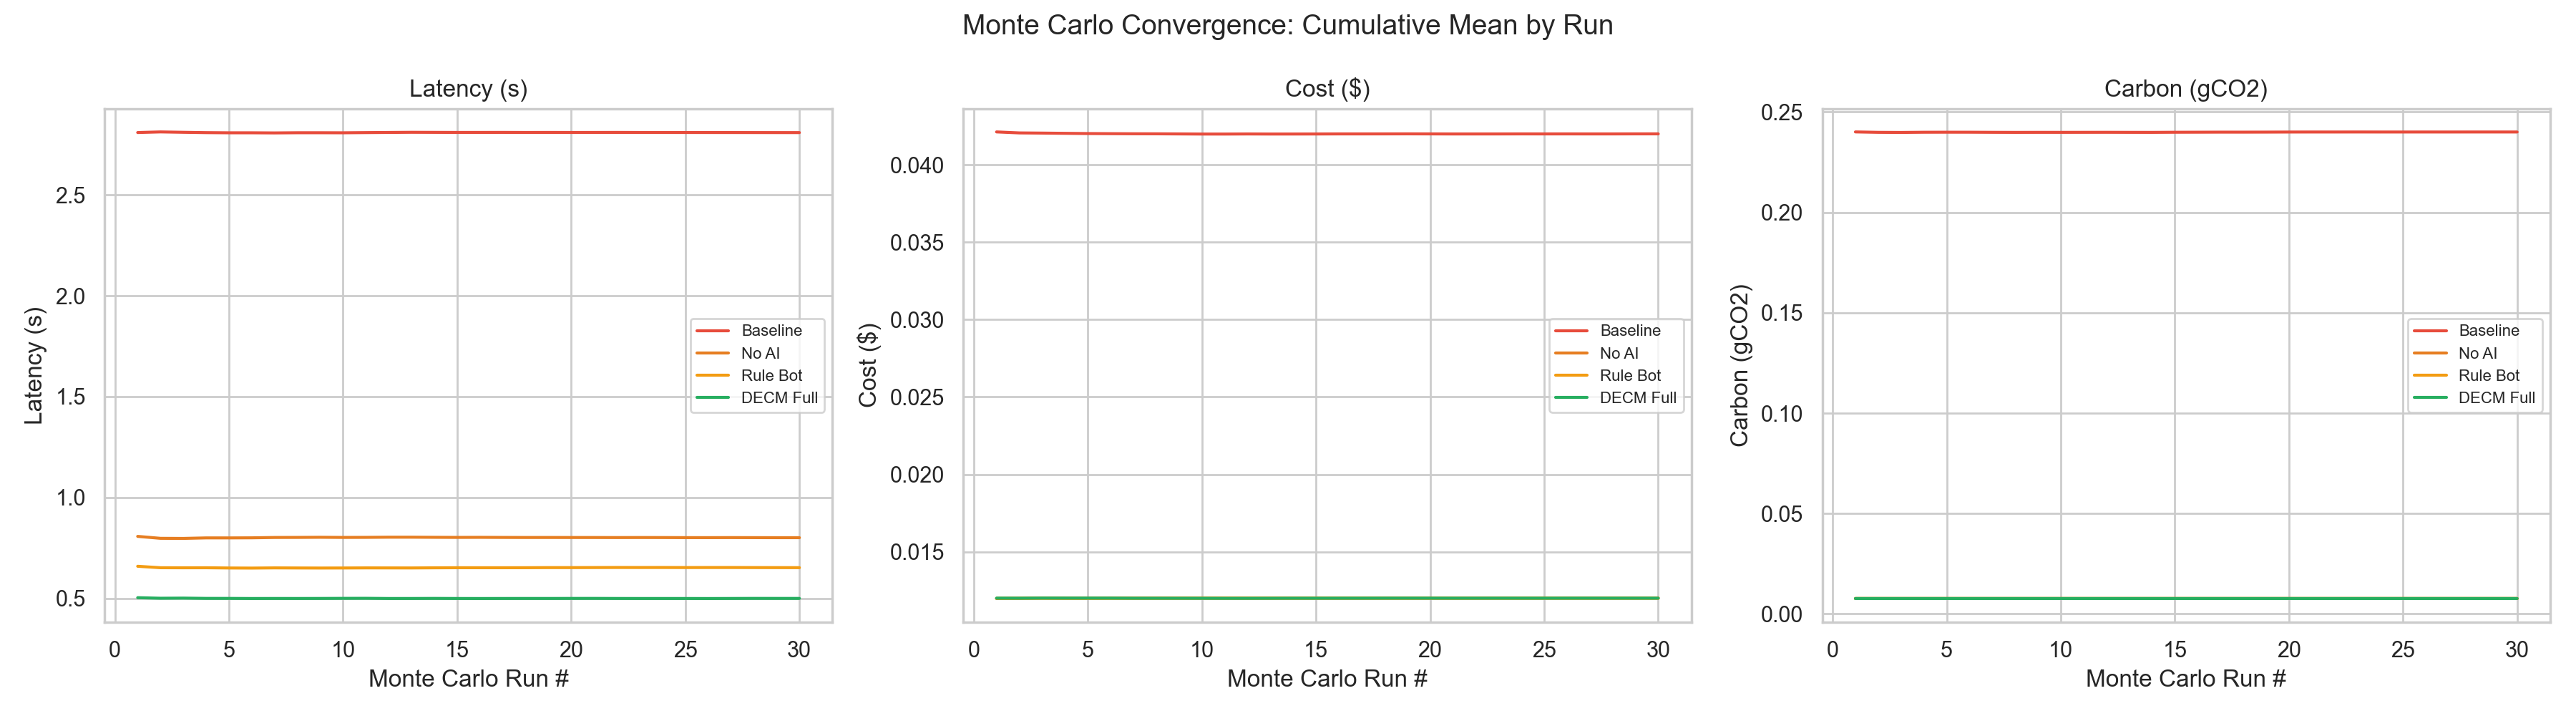 Monte Carlo Convergence: Cumulative Mean by Run
Latency (s)
Latency (s)
2.5
2.0
1.5
1.0
0.5
0
5
10
15
20
25
30
Monte Carlo Run #
Baseline
No AI
Rule Bot
DECM Full
Cost ($)
Cost ($)
0.040
0.035
0.030
0.025
0.020
0.015
0
5
10
15
20
25
30
Monte Carlo Run #
Baseline
No AI
Rule Bot
DECM Full
Carbon (gCO2)
Carbon (gCO2)
0.25
0.20
0.15
0.10
0.05
0.00
0
5
10
15
20
25
30
Monte Carlo Run #
Baseline
No AI
Rule Bot
DECM Full